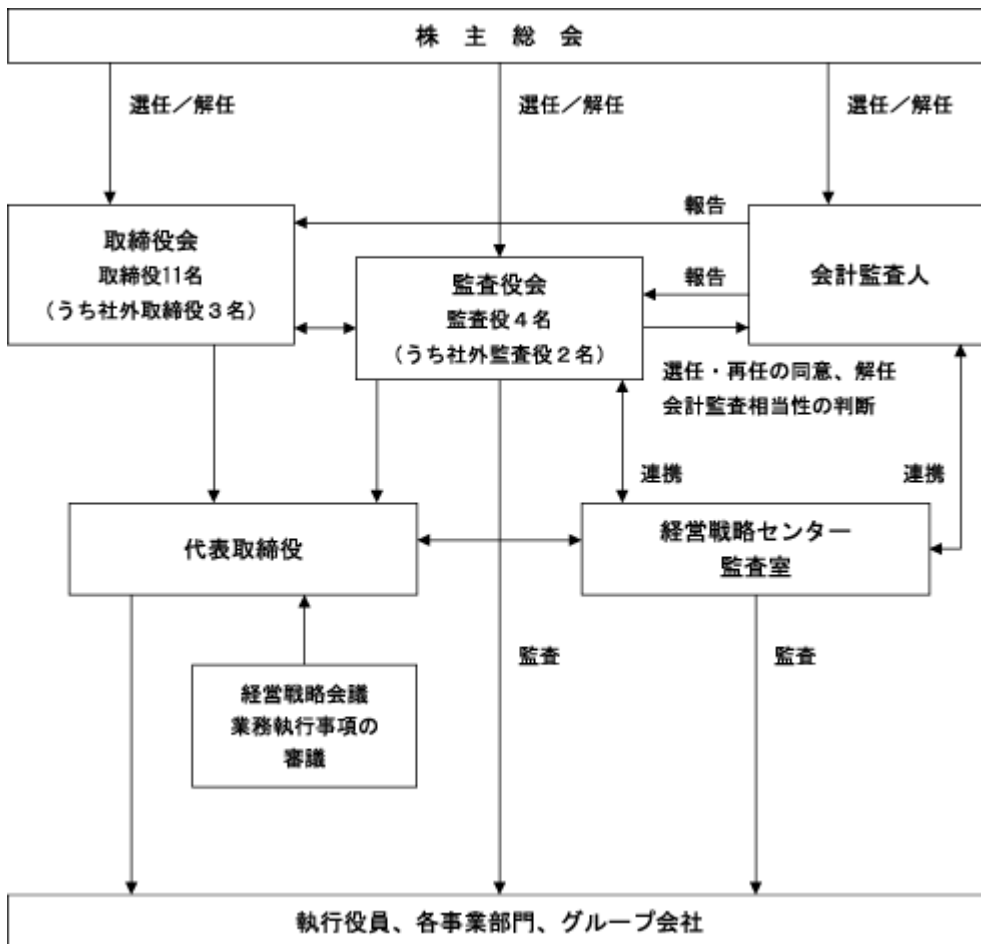 株 主 総 会
選任／解任
選任／解任
選任／解任
報告
取締役会
取締役11名
（うち社外取締役３名）
監査役会
監査役４名
（うち社外監査役２名）
報告
会計監査人
選任・再任の同意、解任
会計監査相当性の判断
連携
連携
代表取締役
経営戦略センター
監査室
監査
監査
経営戦略会議
業務執行事項の
審議
執行役員、各事業部門、グループ会社